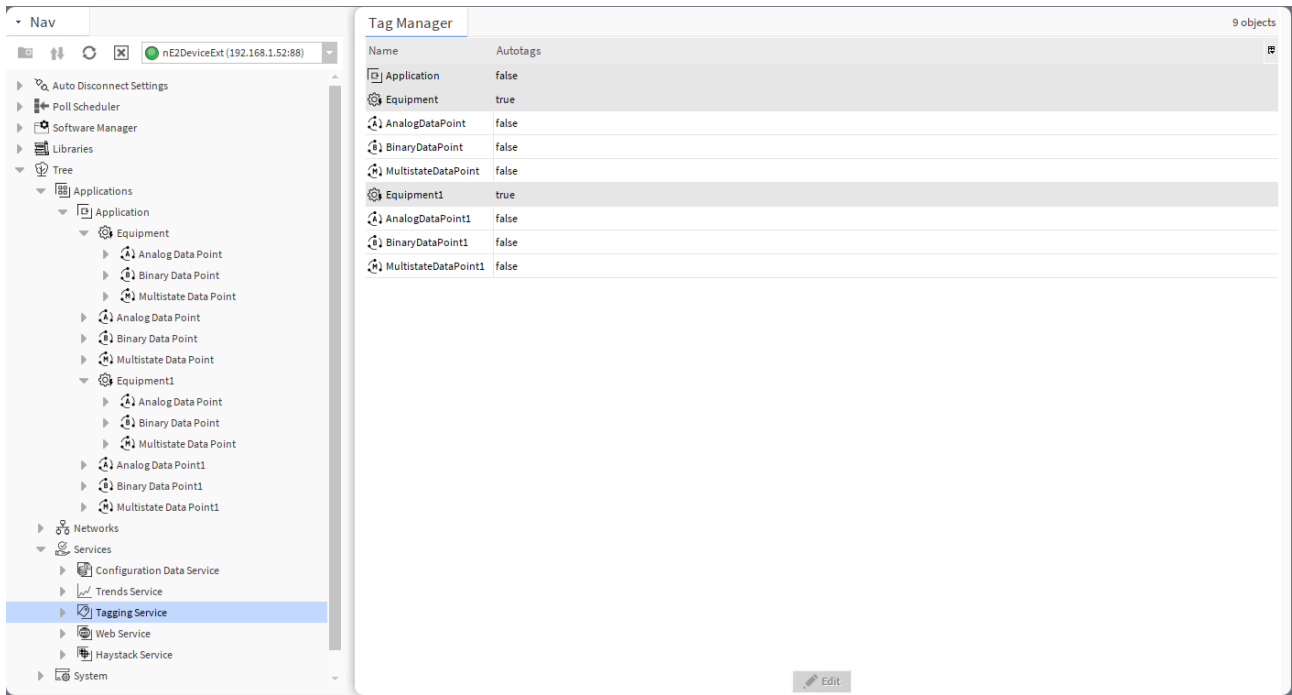 Nav
nE2DeviceExt (192.168.1.52:88)
Auto Disconnect Settings
Poll Scheduler
Software Manager
Libraries
Tree
Applications
Application
Equipment
Analog Data Point
Binary Data Point
Multistate Data Point
Analog Data Point
Binary Data Point
Multistate Data Point
Equipment1
Analog Data Point
Binary Data Point
Multistate Data Point
Analog Data Point1
Binary Data Point1
Multistate Data Point1
Networks
Services
Configuration Data Service
Trends Service
Tagging Service
Web Service
Haystack Service
System
Tag Manager 9 objects
Name Autotags
Application false
Equipment true
AnalogDataPoint false
BinaryDataPoint false
MultistateDataPoint false
Equipment1 true
AnalogDataPoint1 false
BinaryDataPoint1 false
MultistateDataPoint1 false
Edit